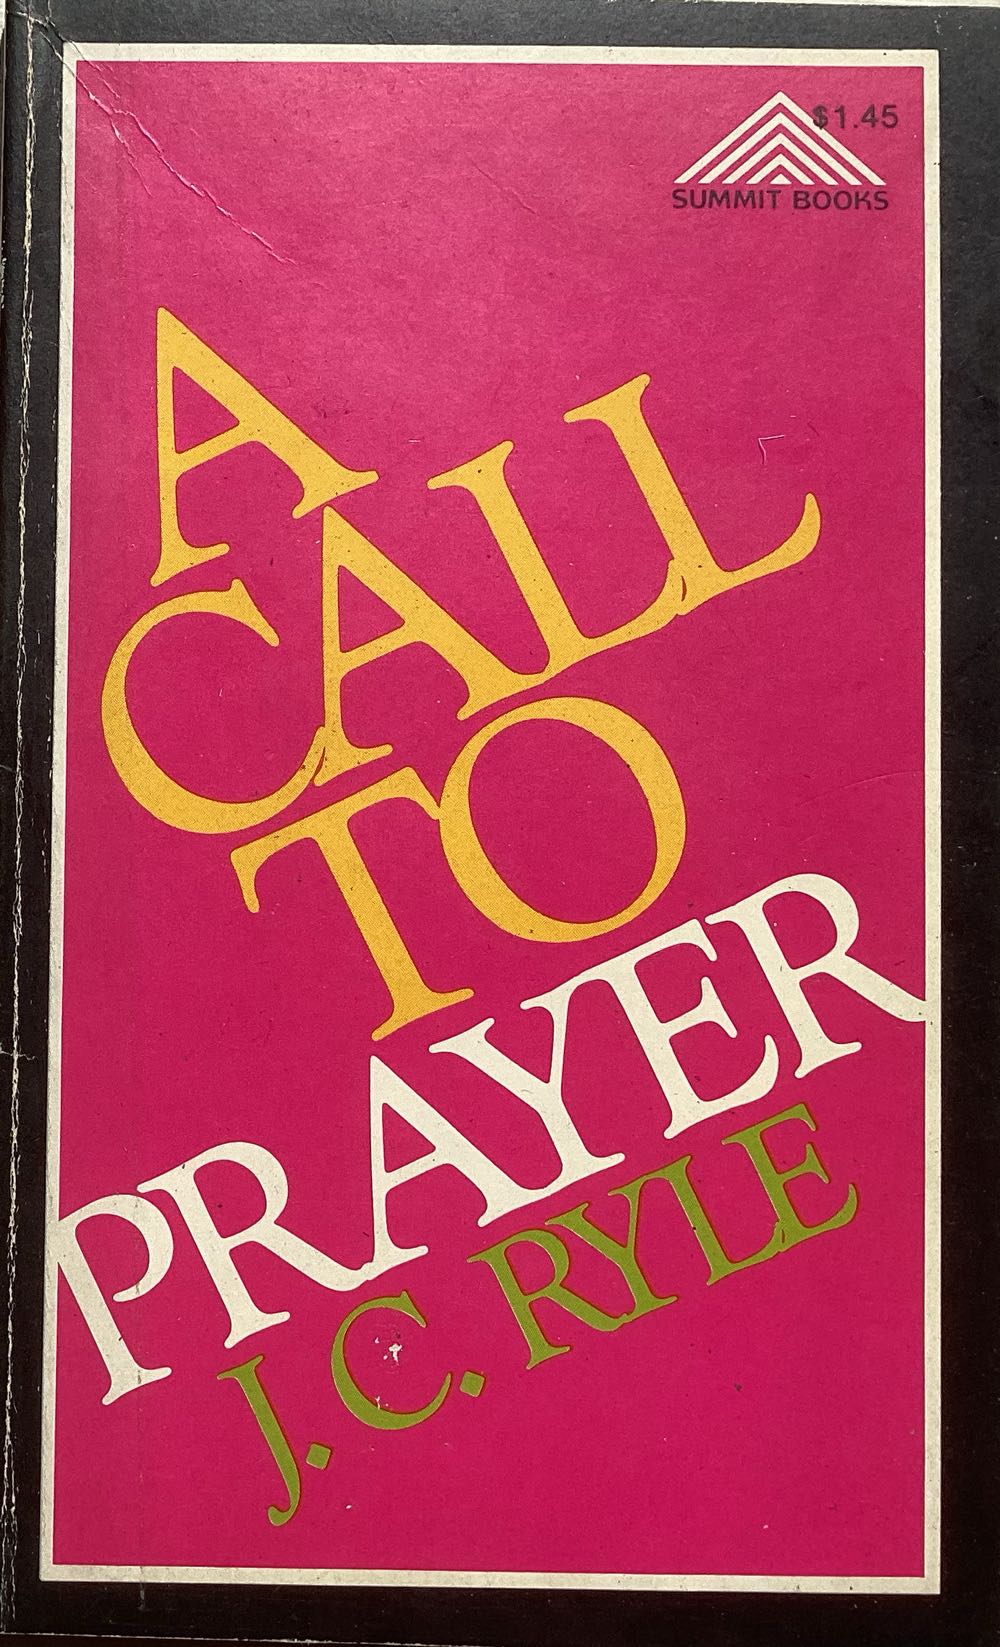 $1.45
SUMMIT BOOKS
A
CALL
TO
PRAYER
J. C. RYLE